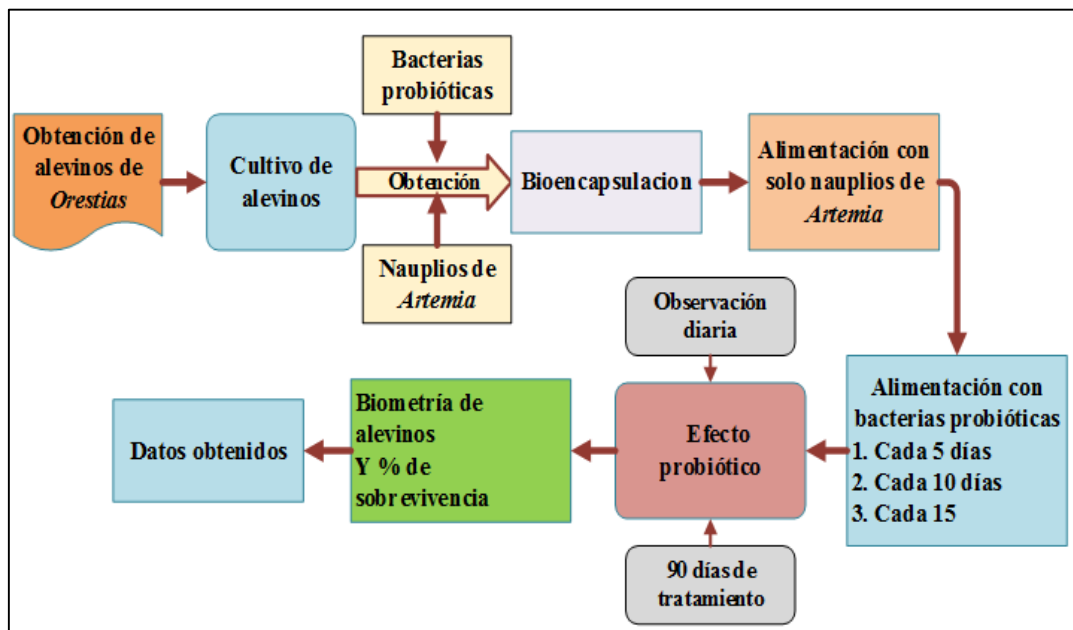 Bacterias
probióticas
Obtención de
alevinos de
Orestias
Cultivo de
alevinos
Obtención
Bioencapsulacion
Alimentación con
solo nauplios de
Artemia
Nauplios de
Artemia
Observación
diaria
Alimentación con
bacterias probióticas
1. Cada 5 días
2. Cada 10 días
3. Cada 15
Efecto
probiótico
Biometría de
alevinos
Y % de
sobrevivencia
Datos obtenidos
90 días de
tratamiento